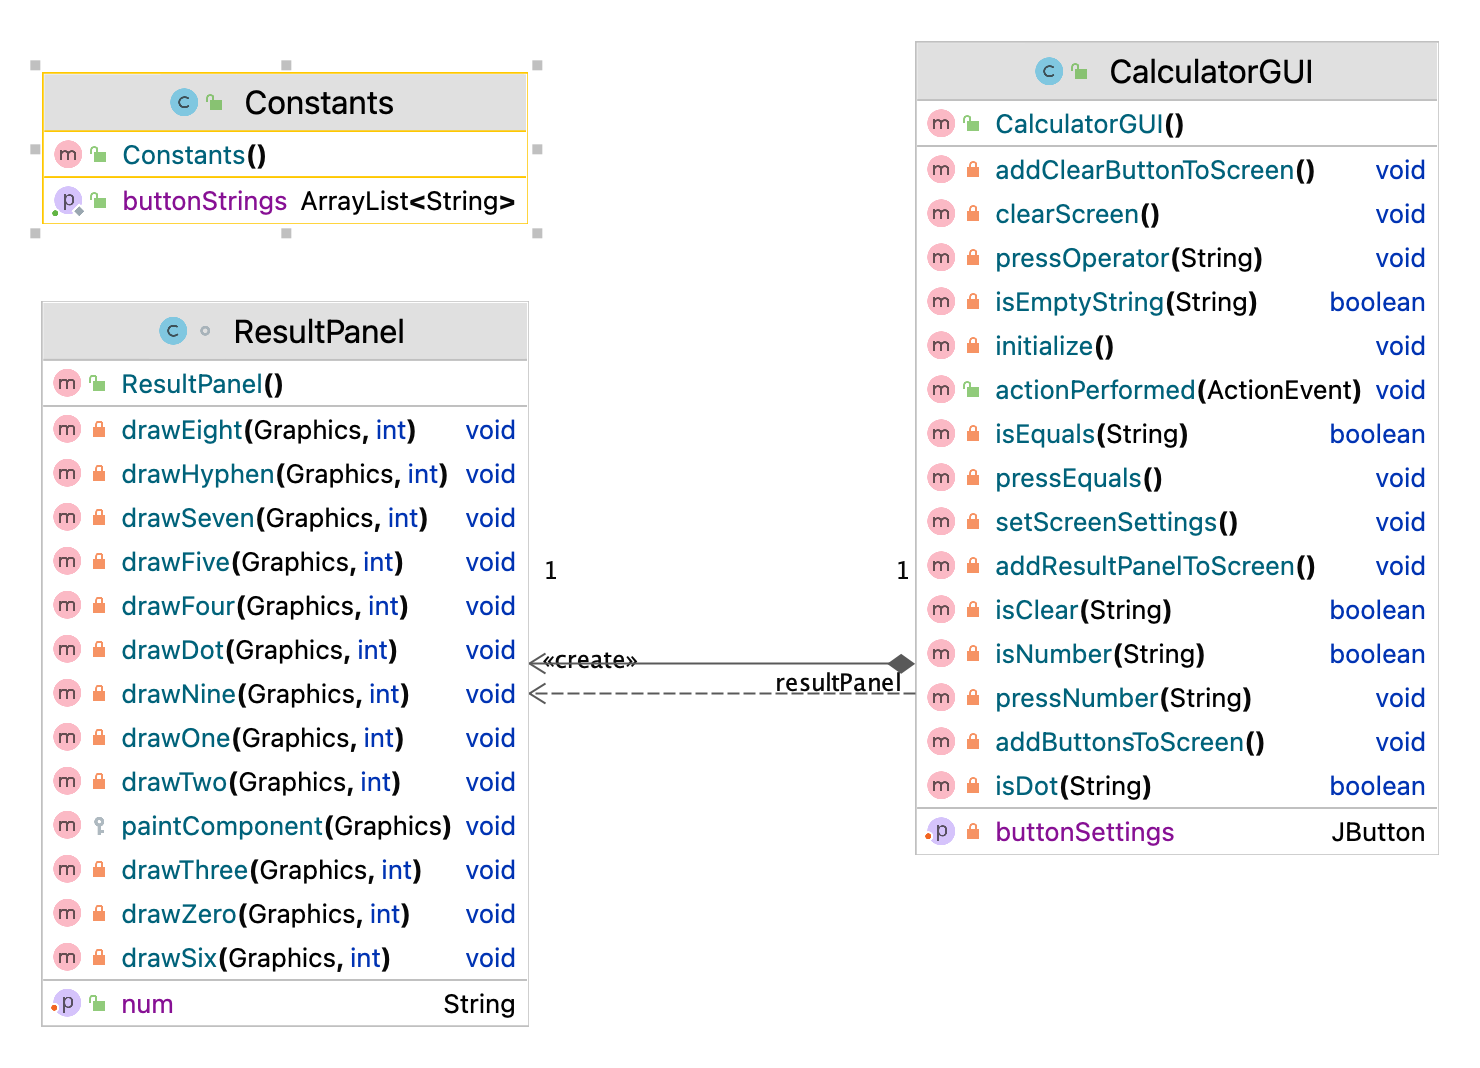 C Constants
m Constants()
p buttonStrings ArrayList<String>
C ResultPanel
m ResultPanel()
m drawEight(Graphics, int) void
m drawHyphen(Graphics, int) void
m drawSeven(Graphics, int) void
m drawFive(Graphics, int) void
m drawFour(Graphics, int) void
m drawDot(Graphics, int) void
m drawNine(Graphics, int) void
m drawOne(Graphics, int) void
m drawTwo(Graphics, int) void
m paintComponent(Graphics) void
m drawThree(Graphics, int) void
m drawZero(Graphics, int) void
m drawSix(Graphics, int) void
p num String
1 1
«create»
resultPanel
C CalculatorGUI
m CalculatorGUI()
m addClearButtonToScreen() void
m clearScreen() void
m pressOperator(String) void
m isEmptyString(String) boolean
m initialize() void
m actionPerformed(ActionEvent) void
m isEquals(String) boolean
m pressEquals() void
m setScreenSettings() void
m addResultPanelToScreen() void
m isClear(String) boolean
m isNumber(String) boolean
m pressNumber(String) void
m addButtonsToScreen() void
m isDot(String) boolean
p buttonSettings JButton